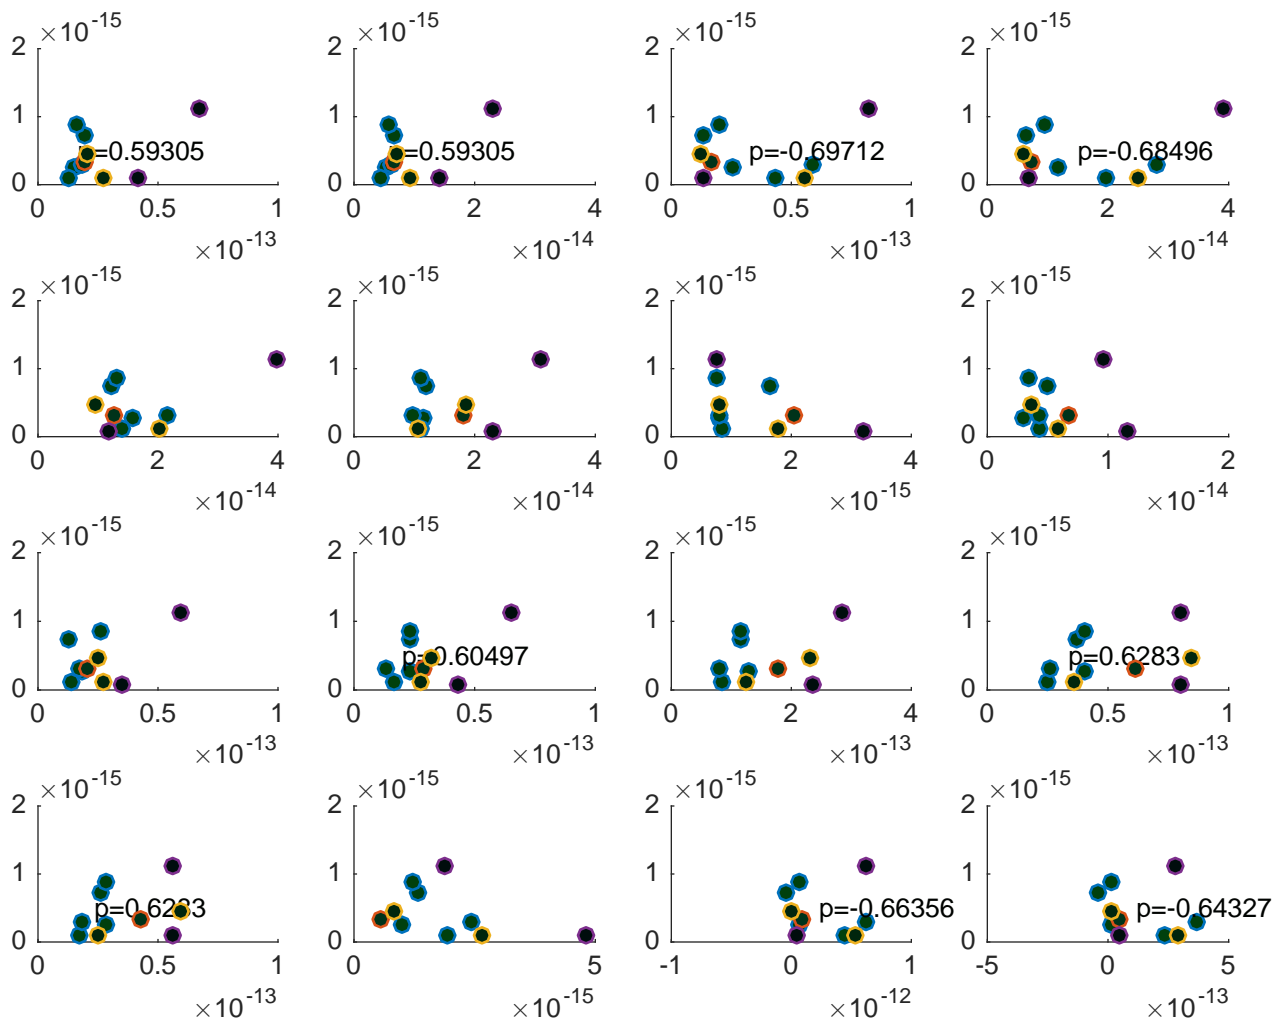 2 ×10-15 2 ×10-15 2 ×10-15 2 ×10-15
1 1 1 1
p=0.59305 p=0.59305 p=-0.69712 p=-0.68496
0 0 0 0
0 0.5 1 0 2 4 0 0.5 1 0 2 4
×10-13 ×10-14 ×10-13 ×10-14
2 ×10-15 2 ×10-15 2 ×10-15 2 ×10-15
1 1 1 1
0 0 0 0
0 2 4 0 2 4 0 2 4 0 1 2
×10-14 ×10-14 ×10-15 ×10-14
2 ×10-15 2 ×10-15 2 ×10-15 2 ×10-15
1 1 1 1
p=0.60497 p=0.6283
0 0 0 0
0 0.5 1 0 0.5 1 0 2 4 0 0.5 1
×10-13 ×10-13 ×10-13 ×10-13
2 ×10-15 2 ×10-15 2 ×10-15 2 ×10-15
1 1 1 1
p=-0.66356 p=-0.64327
0 0 0 0
0 0.5 1 0 5 -1 0 1 -5 0 5
×10-13 ×10-15 ×10-12 ×10-13